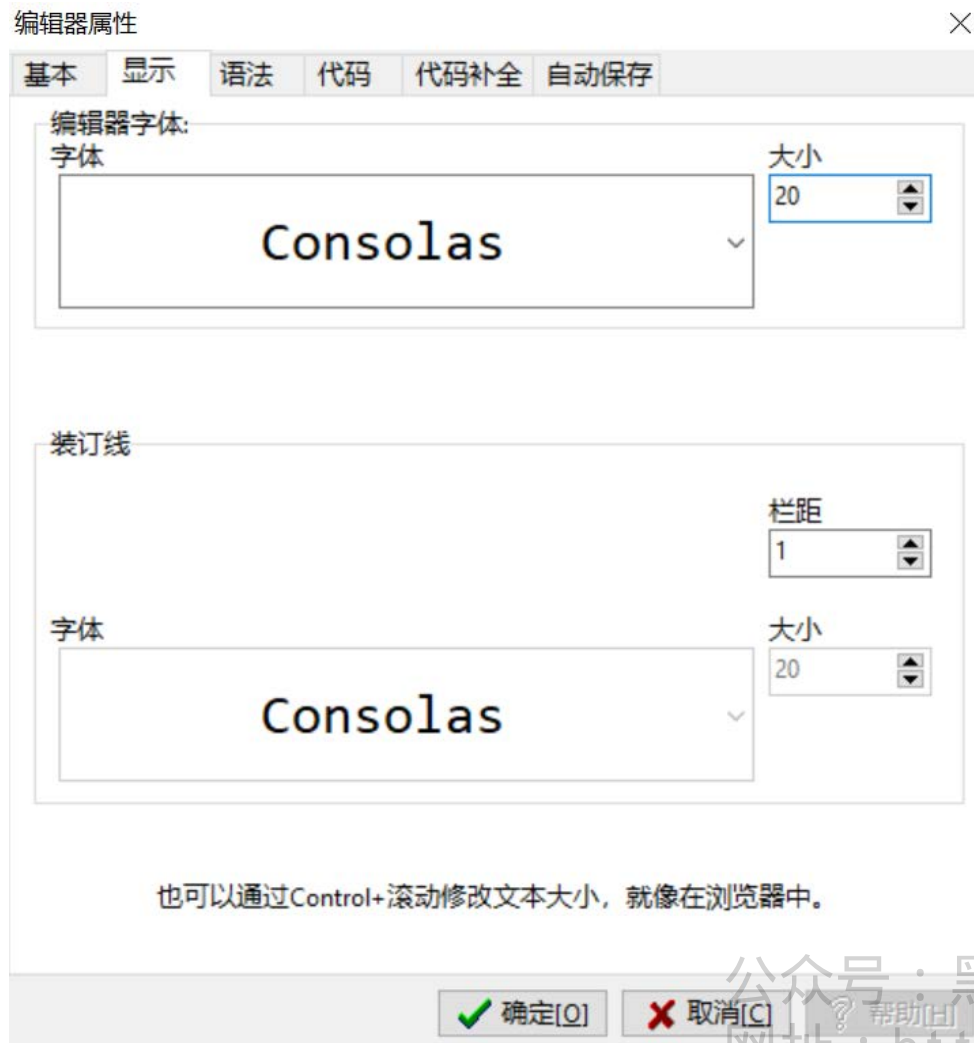 编辑器属性
基本 显示 语法 代码 代码补全 自动保存
编辑器字体:
字体 大小
Consolas 20
装订线
栏距
1
字体 大小
Consolas 20
也可以通过Control+滚动修改文本大小，就像在浏览器中。
公众号：
确定[O] 取消[C] 帮助[H]